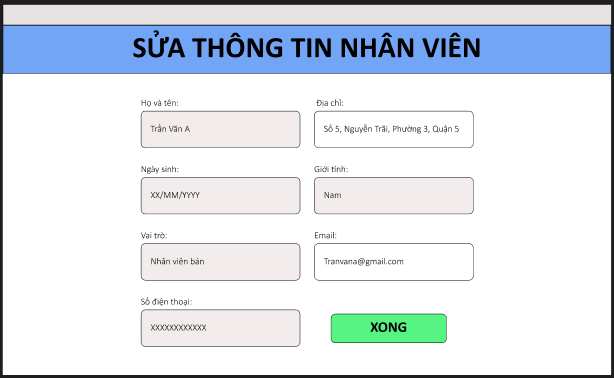 SỬA THÔNG TIN NHÂN VIÊN
Họ và tên:
Trần Văn A
Địa chỉ:
Số 5, Nguyễn Trãi, Phường 3, Quận 5
Ngày sinh:
XX/MM/YYYY
Giới tính:
Nam
Vai trò:
Nhân viên bán
Email:
Tranvana@gmail.com
Số điện thoại:
XXXXXXXXXXXX
XONG